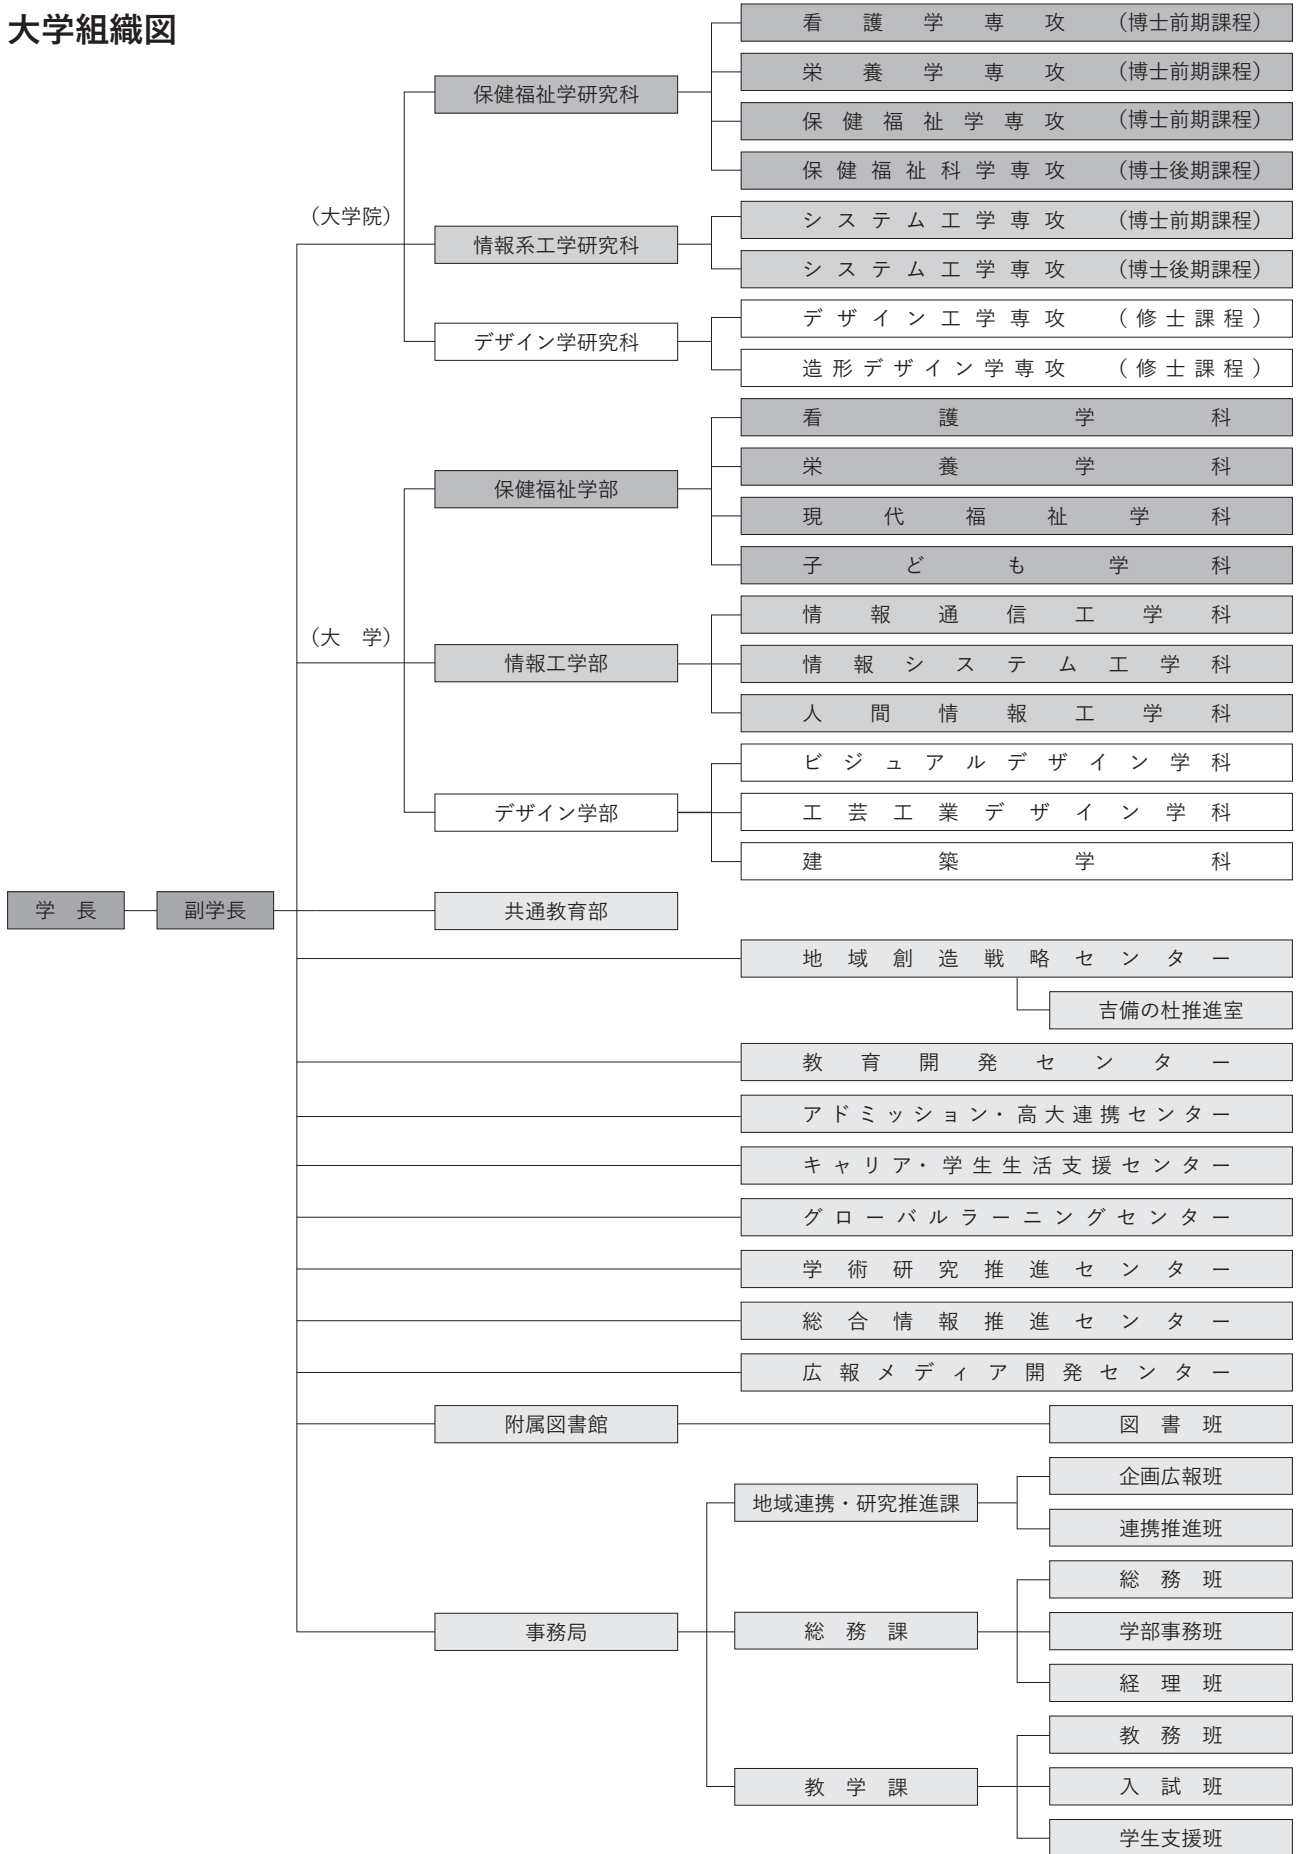 大学組織図
看護学専攻 (博士前期課程)
栄養学専攻 (博士前期課程)
保健福祉学研究科
保健福祉学専攻 (博士前期課程)
保健福祉科学専攻 (博士後期課程)
(大学院)
システム工学専攻 (博士前期課程)
情報系工学研究科
システム工学専攻 (博士後期課程)
デザイン工学専攻 (修士課程)
デザイン学研究科
造形デザイン学専攻 (修士課程)
看護学科
栄養学科
保健福祉学部
現代福祉学科
子ども学科
情報通信工学科
(大 学)
情報工学部
情報システム工学科
人間情報工学科
ビジュアルデザイン学科
デザイン学部
工芸工業デザイン学科
建築学科
学 長
副学長
共通教育部
地域創造戦略センター
吉備の杜推進室
教育開発センター
アドミッション・高大連携センター
キャリア・学生生活支援センター
グローバルラーニングセンター
学術研究推進センター
総合情報推進センター
広報メディア開発センター
附属図書館
図 書 班
企画広報班
地域連携・研究推進課
連携推進班
総 務 班
事務局
総 務 課
学部事務班
経 理 班
教 務 班
教 学 課
入 試 班
学生支援班